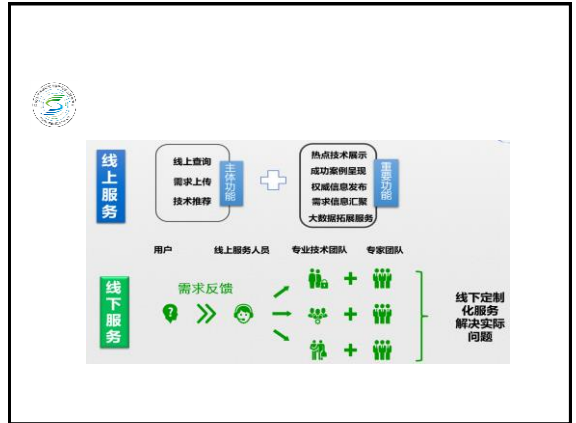 线上服务
线上查询
需求上传
技术推荐
主体功能
热点技术展示
成功案例呈现
权威信息发布
需求信息汇聚
大数据拓展服务
重要功能
用户
线上服务人员
专业技术团队
专家团队
线下服务
需求反馈
线下定制
化服务
解决实际
问题